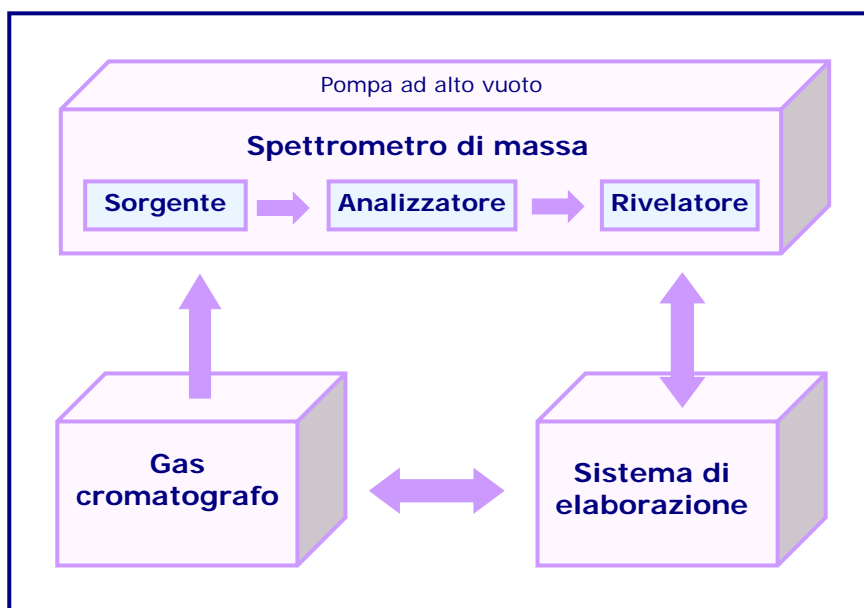 Pompa ad alto vuoto
Spettrometro di massa
Sorgente
Analizzatore
Rivelatore
Gas
cromatografo
Sistema di
elaborazione